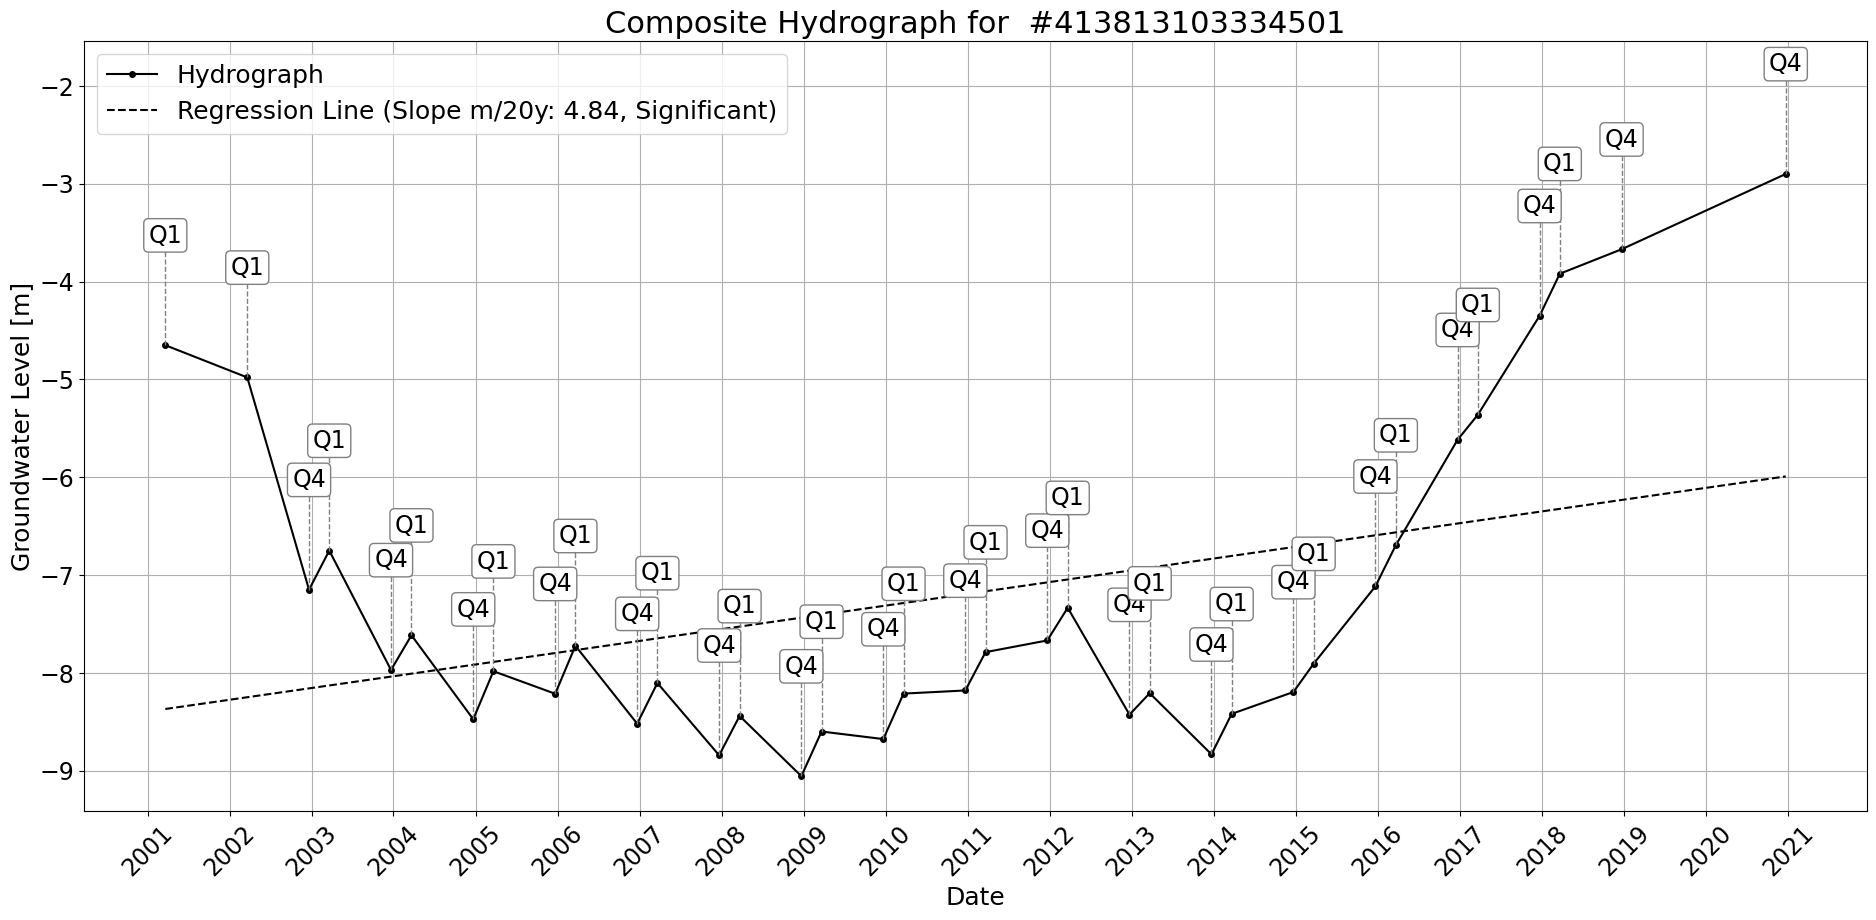 Composite Hydrograph for #413813103334501
Hydrograph
Regression Line (Slope m/20y: 4.84, Significant)
Groundwater Level [m]
−2
−3
−4
−5
−6
−7
−8
−9
Q1
Q1
Q4
Q1
Q4
Q1
Q4
Q1
Q4
Q1
Q4
Q1
Q4
Q1
Q4
Q1
Q4
Q1
Q4
Q1
Q4
Q1
Q4
Q1
Q4
Q1
Q4
Q1
Q4
Q1
Q4
Q1
Q4
Q1
Q4
Q4
2001
2002
2003
2004
2005
2006
2007
2008
2009
2010
2011
2012
2013
2014
2015
2016
2017
2018
2019
2020
2021
Date